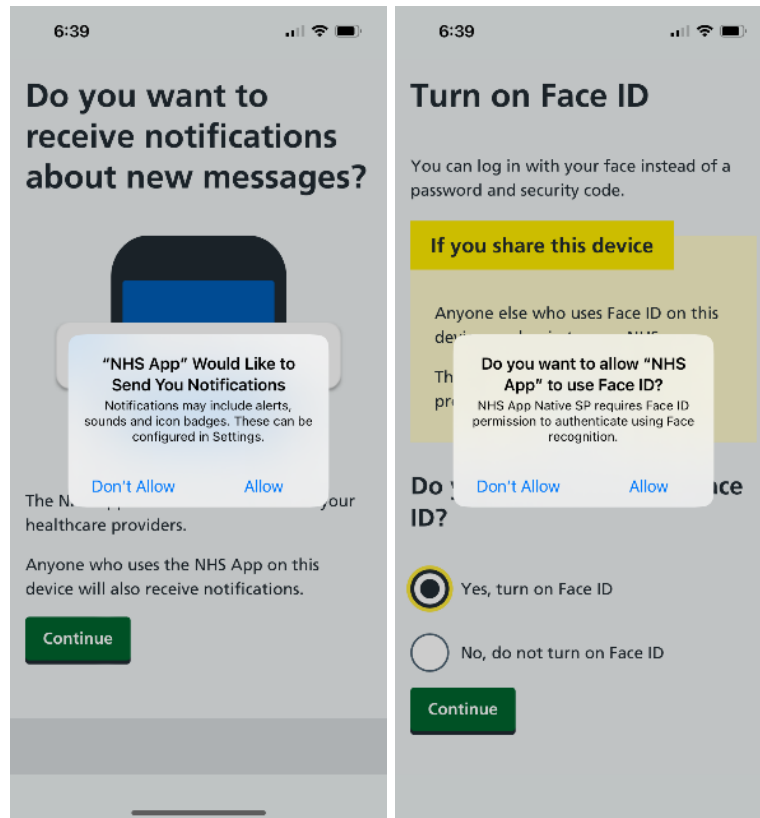 6:39
Do you want to
receive notifications
about new messages?
“NHS App” Would Like to
Send You Notifications
Notifications may include alerts,
sounds and icon badges. These can be
configured in Settings.
Don't Allow
Allow
The
your
healthcare providers.
Anyone who uses the NHS App on this
device will also receive notifications.
Continue
6:39
Turn on Face ID
You can log in with your face instead of a
password and security code.
If you share this device
Anyone else who uses Face ID on this
Do you want to allow “NHS
App” to use Face ID?
NHS App Native SP requires Face ID
permission to authenticate using Face
recognition.
Don't Allow
Allow
Do
ID?
Yes, turn on Face ID
No, do not turn on Face ID
Continue